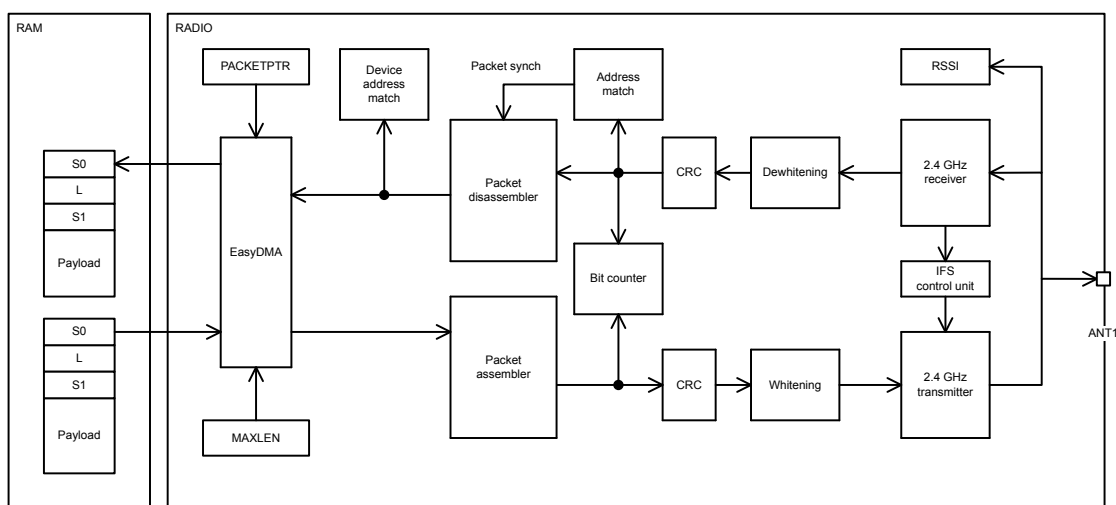 RAM
RADIO
PACKETPTR
Device
address
match
Packet synch
Address
match
RSSI
S0
L
S1
Payload
EasyDMA
Packet
disassembler
CRC
Dewhitening
2.4 GHz
receiver
Bit counter
IFS
control unit
ANT1
S0
L
S1
Payload
Packet
assembler
CRC
Whitening
2.4 GHz
transmitter
MAXLEN